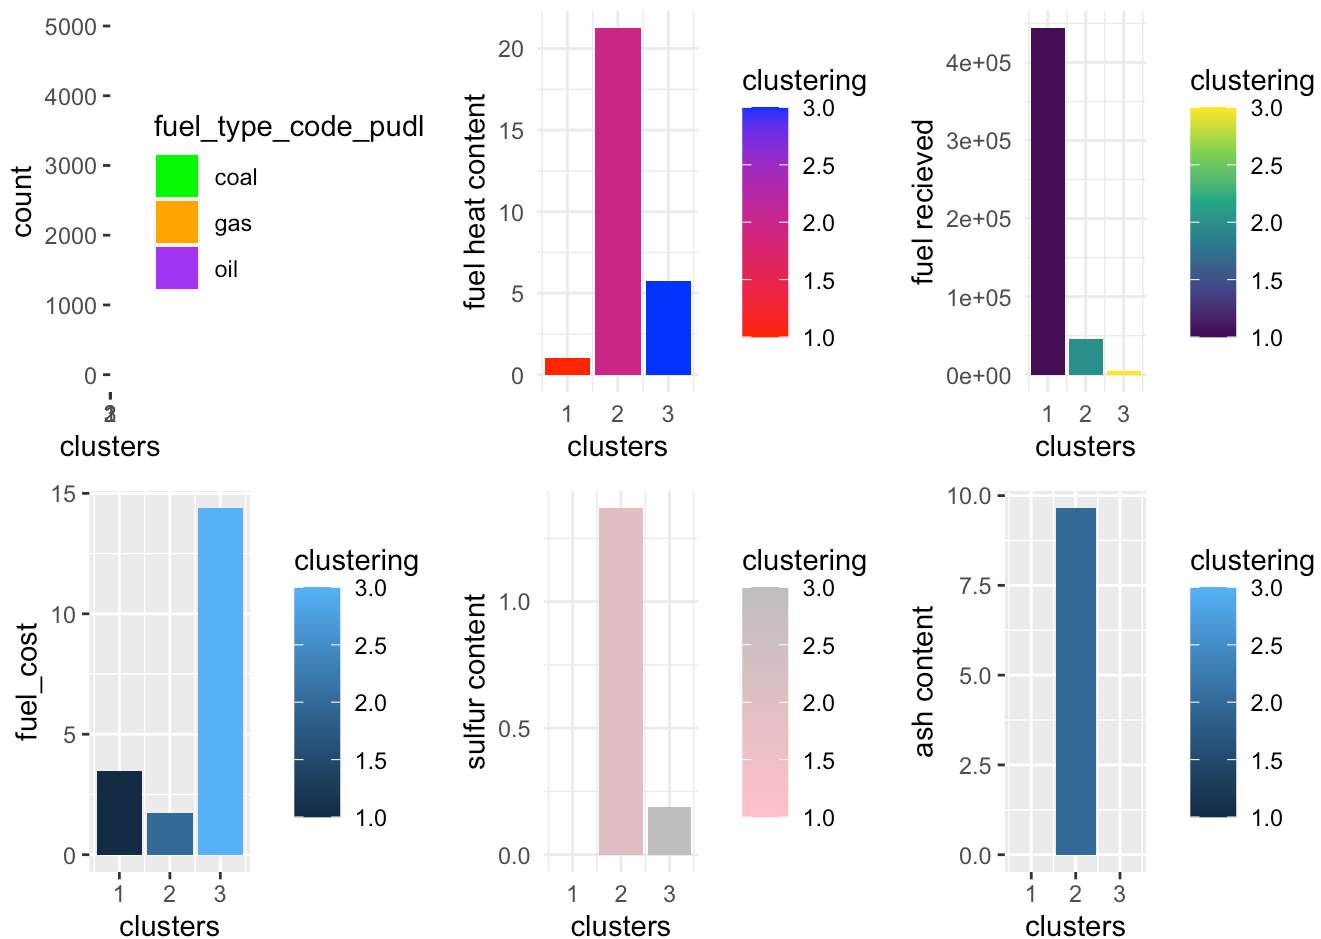 5000
4000
3000
2000
1000
0
count
clusters
fuel_type_code_pudl
coal
gas
oil
20
15
10
5
0
fuel heat content
1 2 3
clusters
clustering
3.0
2.5
2.0
1.5
1.0
4e+05
3e+05
2e+05
1e+05
0e+00
fuel recieved
1 2 3
clusters
clustering
3.0
2.5
2.0
1.5
1.0
15
10
5
0
fuel_cost
1 2 3
clusters
clustering
3.0
2.5
2.0
1.5
1.0
1.0
0.5
0.0
sulfur content
1 2 3
clusters
clustering
3.0
2.5
2.0
1.5
1.0
10.0
7.5
5.0
2.5
0.0
ash content
1 2 3
clusters
clustering
3.0
2.5
2.0
1.5
1.0